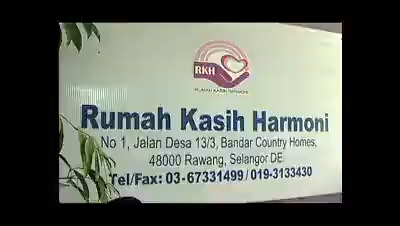 RKH
RUMAH KASIH HARMONI
Rumah Kasih Harmoni
No 1, Jalan Desa 13/3, Bandar Country Homes,
48000 Rawang, Selangor DE.
Tel/Fax: 03-67331499 / 019-3133430